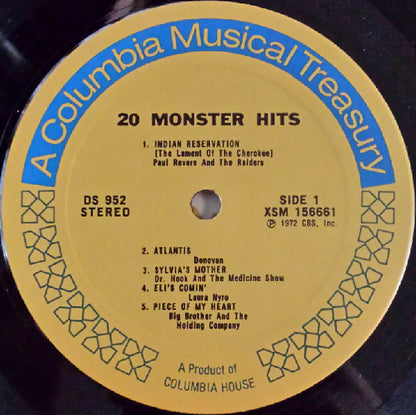 A Columbia Musical Treasury
20 MONSTER HITS
1. INDIAN RESERVATION
(The Lament Of The Cherokee)
Paul Revere And The Raiders
DS 952
STEREO
SIDE 1
XSM 156661
℗ 1972 CBS, Inc.
2. ATLANTIS
Donovan
3. SYLVIA'S MOTHER
Dr. Hook And The Medicine Show
4. ELI'S COMIN'
Laura Nyro
5. PIECE OF MY HEART
Big Brother And The
Holding Company
A Product of
COLUMBIA HOUSE